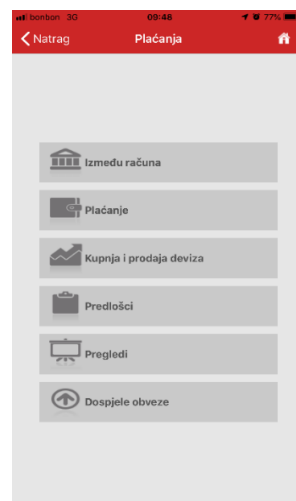 bonbon 3G 09:48 77%
Natrag Plaćanja
Između računa
Plaćanje
Kupnja i prodaja deviza
Predlošci
Pregledi
Dospjele obveze